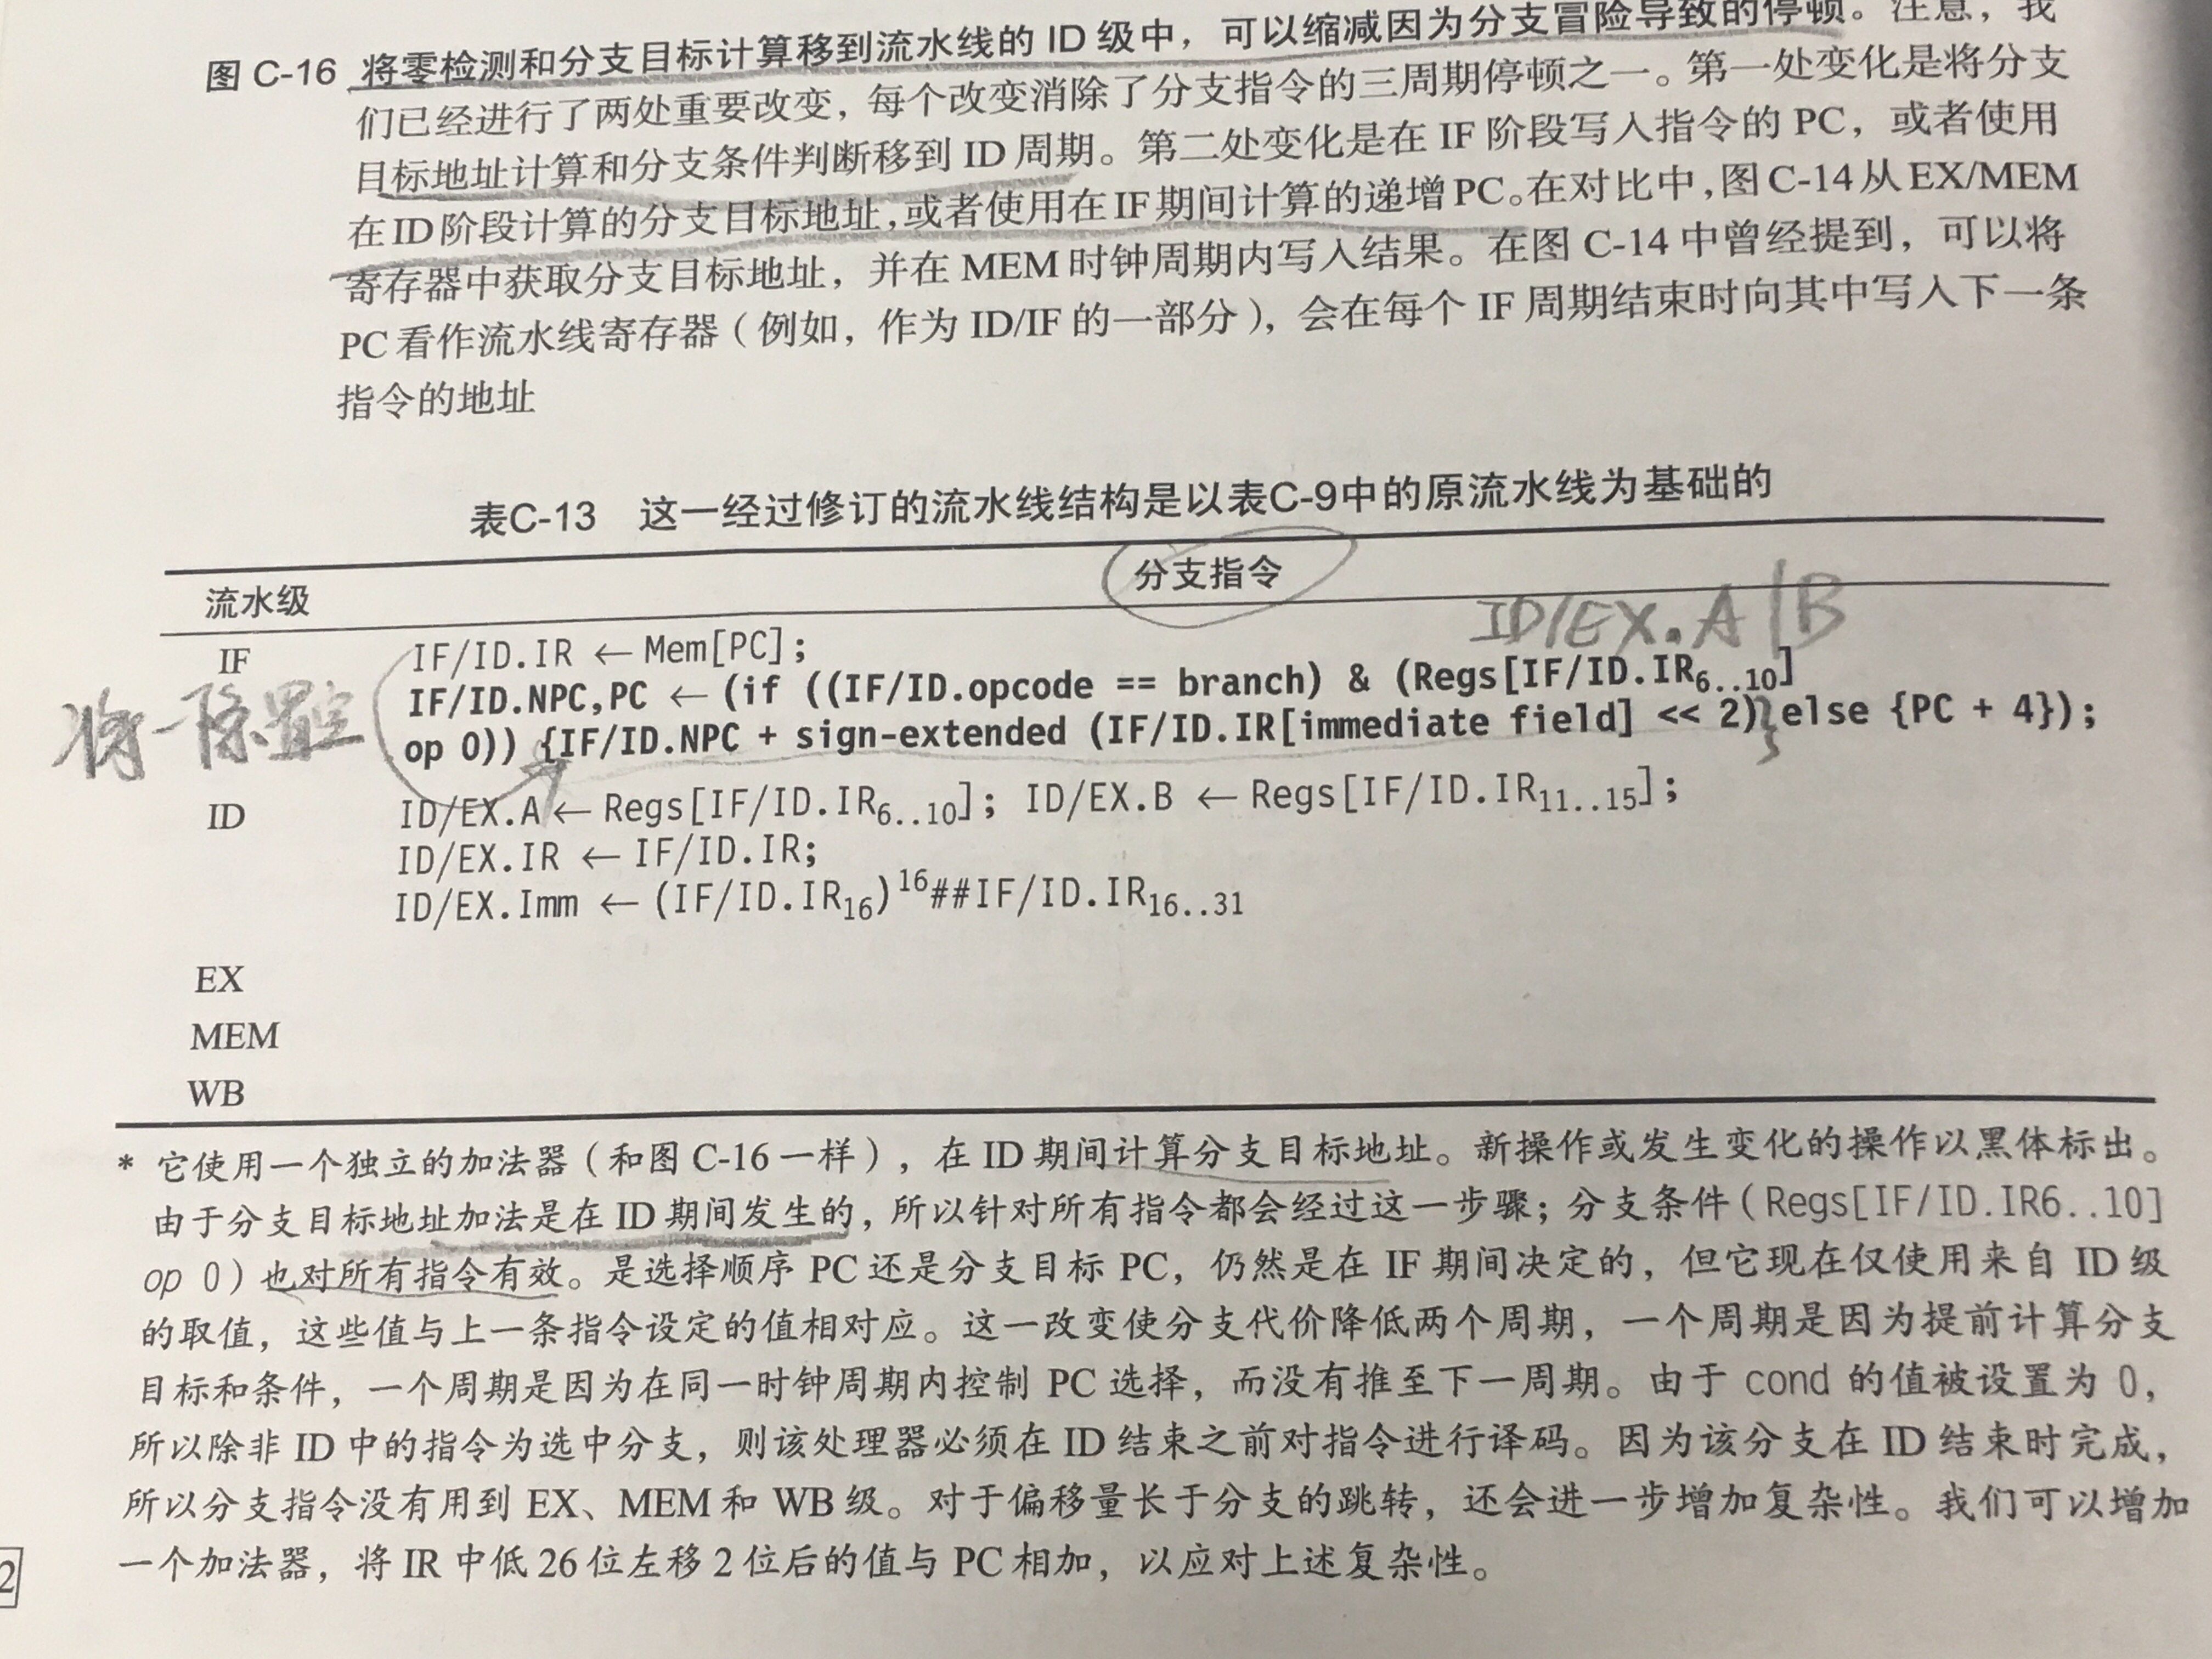 图 C-16 将零检测和分支目标计算移到流水线的 ID 级中，可以缩减因为分支冒险导致的停顿。注意，我
们已经进行了两处重要改变，每个改变消除了分支指令的三周期停顿之一。第一处变化是将分支
目标地址计算和分支条件判断移到 ID 周期。第二处变化是在 IF 阶段写入指令的 PC，或者使用
在ID阶段计算的分支目标地址，或者使用在IF期间计算的递增PC。在对比中，图C-14从EX/MEM
寄存器中获取分支目标地址，并在 MEM 时钟周期内写入结果。在图 C-14 中曾经提到，可以将
PC 看作流水线寄存器（例如，作为 ID/IF 的一部分），会在每个 IF 周期结束时向其中写入下一条
指令的地址
表C-13 这一经过修订的流水线结构是以表C-9中的原流水线为基础的
流水级 分支指令
ID/EX.A|B
IF IF/ID.IR ← Mem[PC];
IF/ID.NPC,PC ← (if ((IF/ID.opcode == branch) & (Regs[IF/ID.IR6..10]
op 0)) {IF/ID.NPC + sign-extended (IF/ID.IR[immediate field] << 2)}else {PC + 4});
ID ID/EX.A ← Regs[IF/ID.IR6..10]; ID/EX.B ← Regs[IF/ID.IR11..15];
ID/EX.IR ← IF/ID.IR;
ID/EX.Imm ← (IF/ID.IR16)16##IF/ID.IR16..31
EX
MEM
WB
* 它使用一个独立的加法器（和图 C-16 一样），在 ID 期间计算分支目标地址。新操作或发生变化的操作以黑体标出。
由于分支目标地址加法是在 ID 期间发生的，所以针对所有指令都会经过这一步骤；分支条件（Regs[IF/ID.IR6..10]
op 0）也对所有指令有效。是选择顺序 PC 还是分支目标 PC，仍然是在 IF 期间决定的，但它现在仅使用来自 ID 级
的取值，这些值与上一条指令设定的值相对应。这一改变使分支代价降低两个周期，一个周期是因为提前计算分支
目标和条件，一个周期是因为在同一时钟周期内控制 PC 选择，而没有推至下一周期。由于 cond 的值被设置为 0，
所以除非 ID 中的指令为选中分支，则该处理器必须在 ID 结束之前对指令进行译码。因为该分支在 ID 结束时完成，
所以分支指令没有用到 EX、MEM 和 WB 级。对于偏移量长于分支的跳转，还会进一步增加复杂性。我们可以增加
一个加法器，将 IR 中低 26 位左移 2 位后的值与 PC 相加，以应对上述复杂性。
2